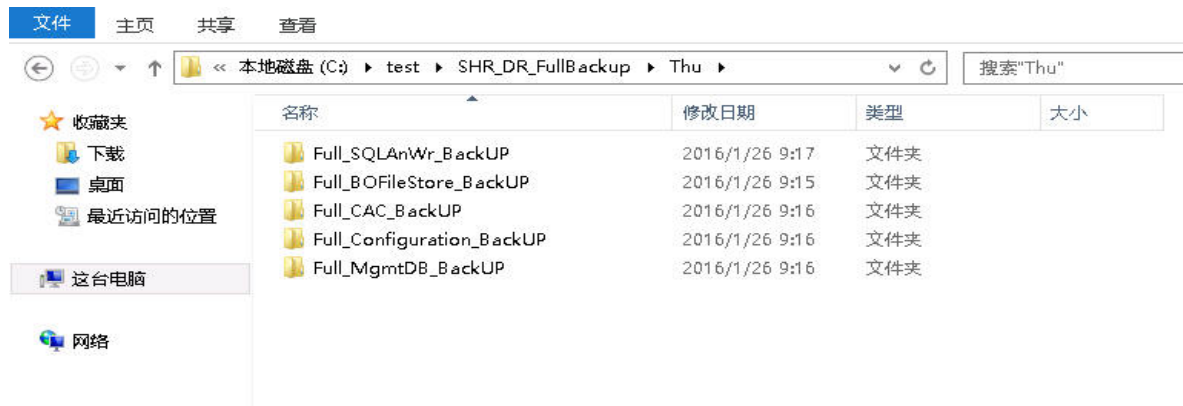 文件 主页 共享 查看
« 本地磁盘 (C:) ▸ test ▸ SHR_DR_FullBackup ▸ Thu ▸ 搜索"Thu"
收藏夹
下载
桌面
最近访问的位置
这台电脑
网络
名称 修改日期 类型 大小
Full_SQLAnWr_BackUP 2016/1/26 9:17 文件夹
Full_BOFileStore_BackUP 2016/1/26 9:15 文件夹
Full_CAC_BackUP 2016/1/26 9:16 文件夹
Full_Configuration_BackUP 2016/1/26 9:16 文件夹
Full_MgmtDB_BackUP 2016/1/26 9:16 文件夹